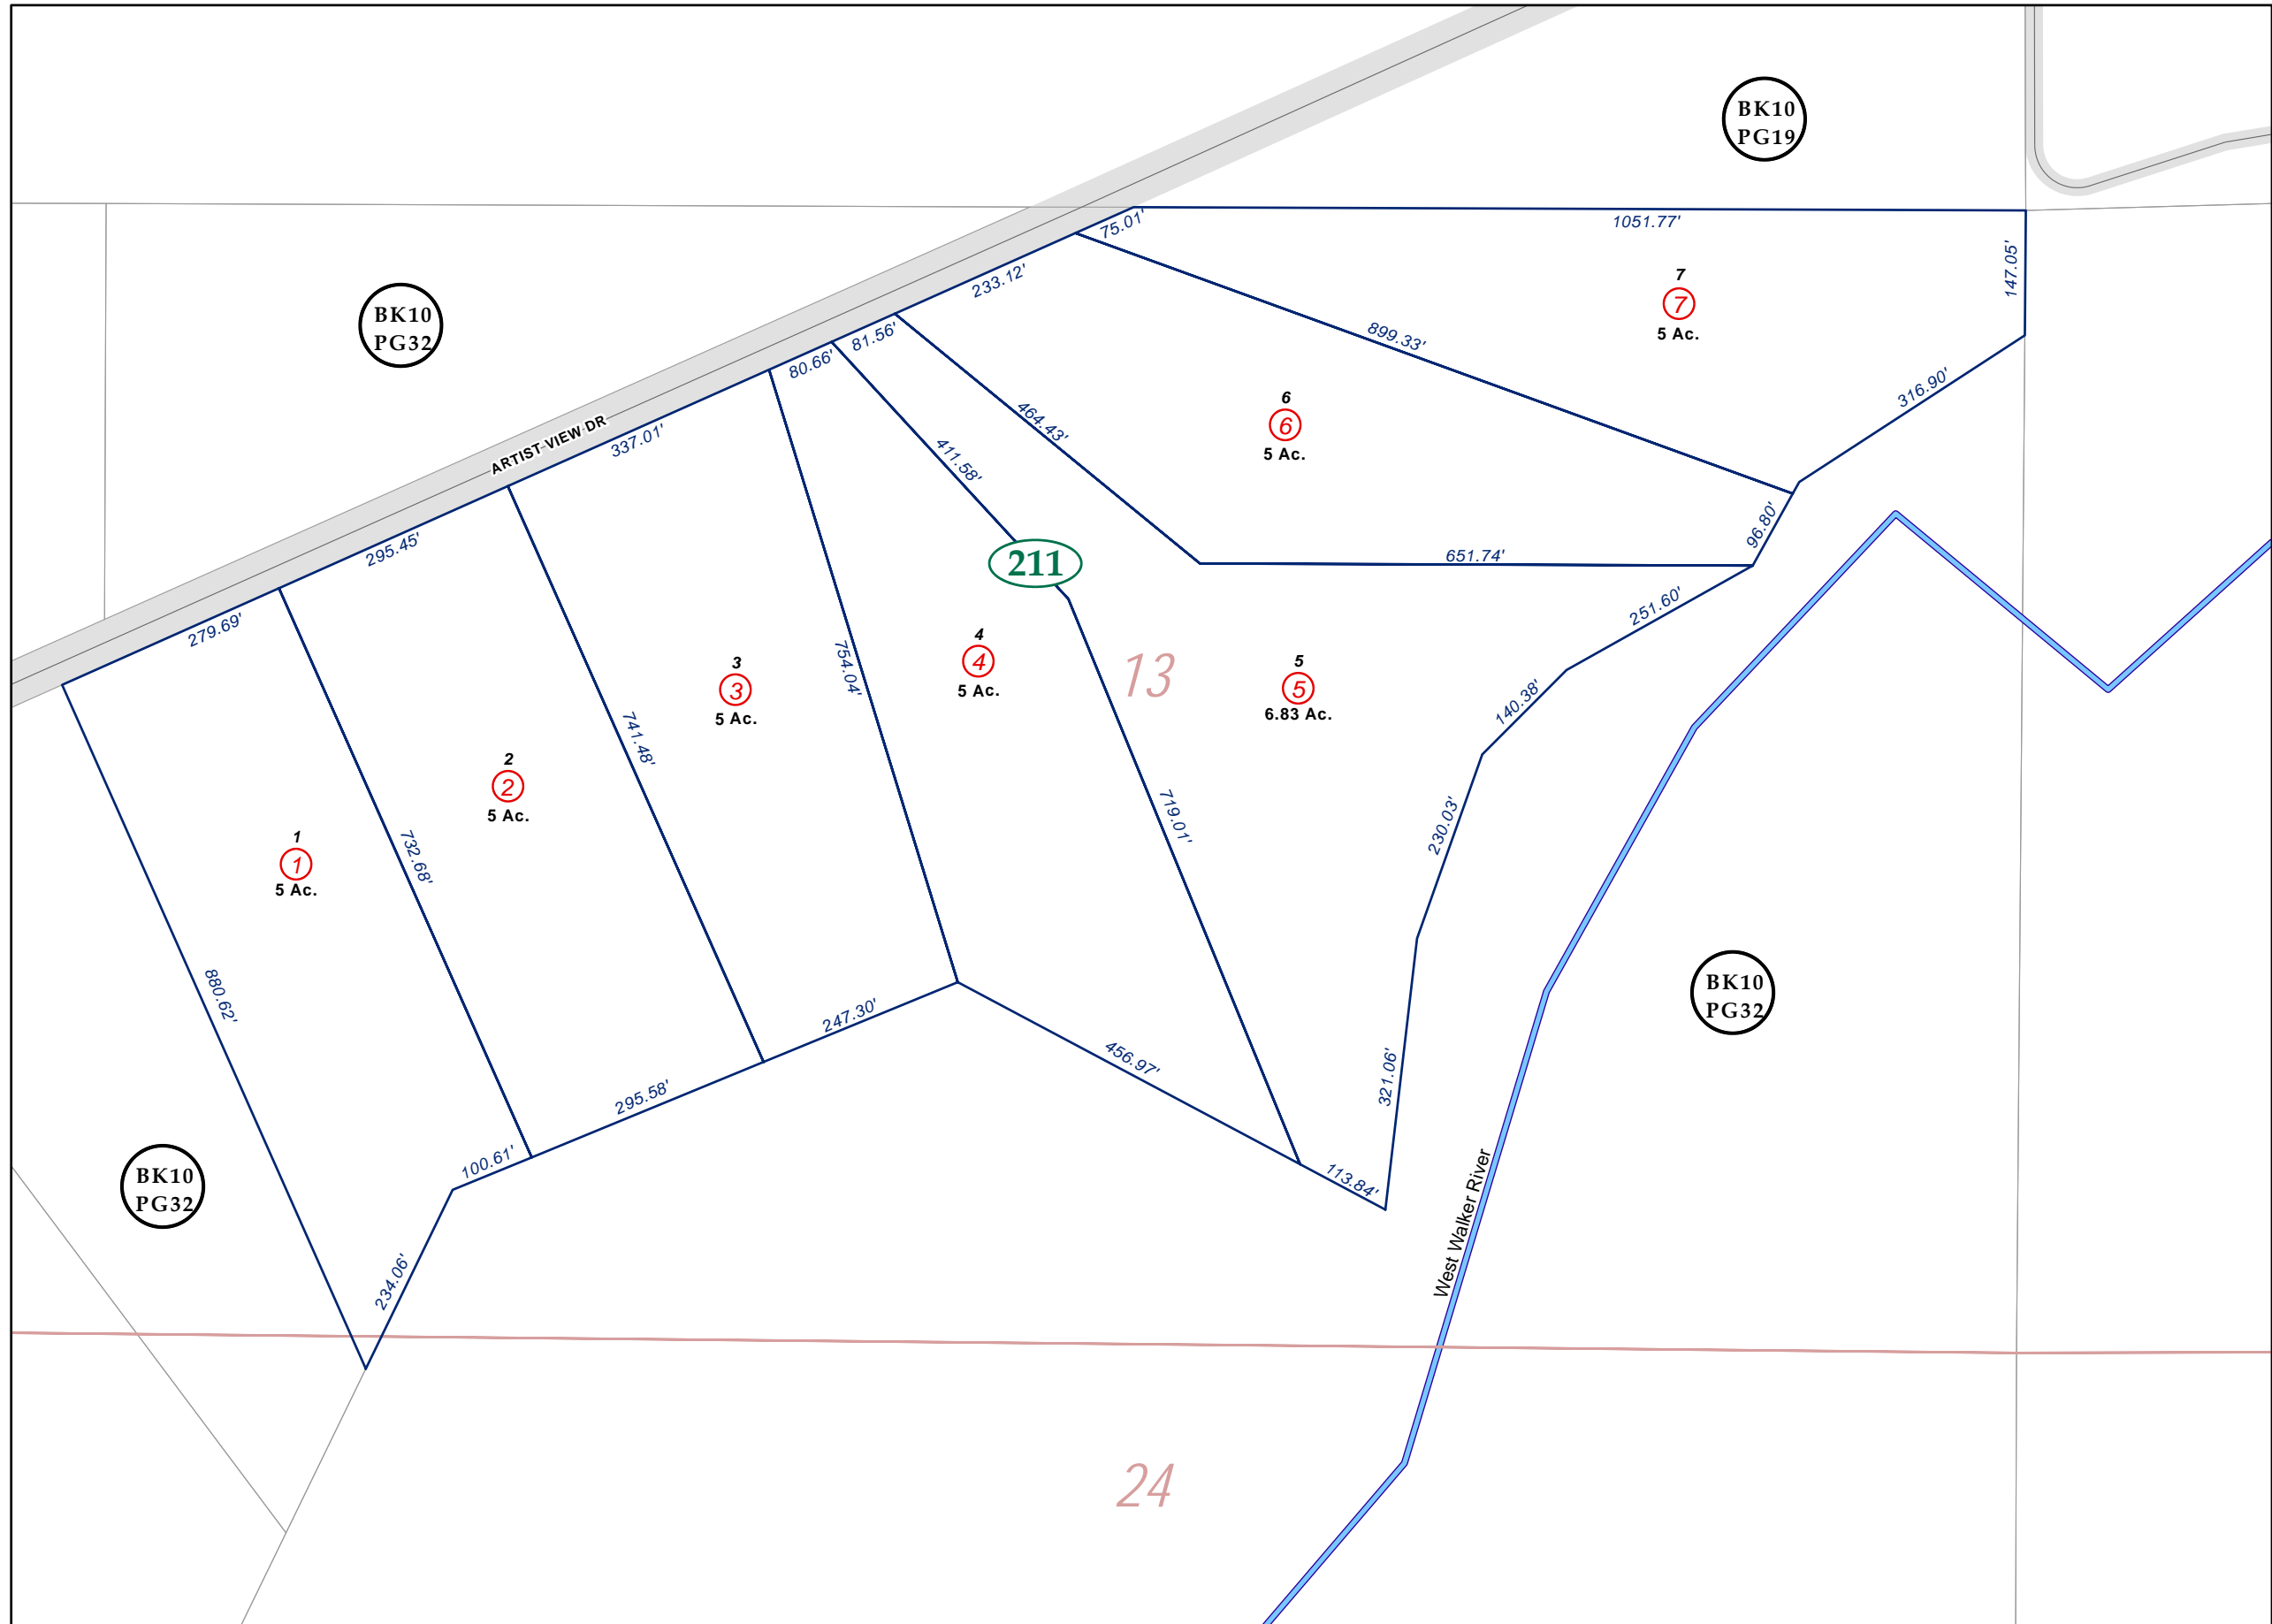 BK10
PG19
75.01'
1051.77'
147.05'
233.12'
7
7
5 Ac.
BK10
PG32
81.56'
80.66'
899.33'
316.90'
6
6
5 Ac.
464.43'
411.58'
ARTIST VIEW DR
337.01'
295.45'
96.80'
211
651.74'
279.69'
251.60'
754.04'
4
4
5 Ac.
13
5
5
6.83 Ac.
3
3
5 Ac.
140.38'
741.48'
2
2
5 Ac.
719.01'
230.03'
1
1
5 Ac.
732.68'
880.62'
247.30'
BK10
PG32
456.97'
321.06'
295.58'
100.61'
113.84'
BK10
PG32
West Walker River
234.06'
24